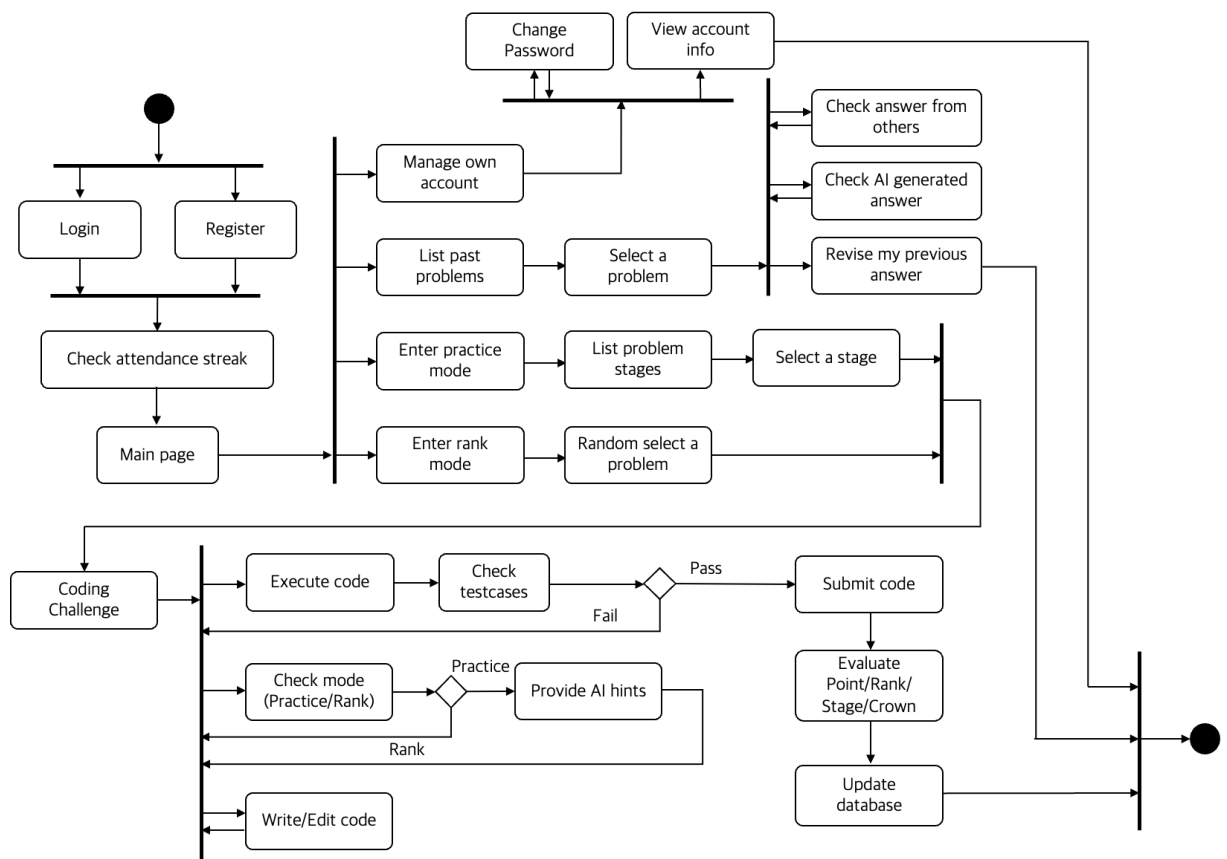 Change
Password
View account
info
Check answer from
others
Manage own
account
Check AI generated
answer
Login
Register
List past
problems
Select a
problem
Revise my previous
answer
Check attendance streak
Enter practice
mode
List problem
stages
Select a stage
Main page
Enter rank
mode
Random select a
problem
Coding
Challenge
Execute code
Check
testcases
Pass
Submit code
Fail
Check mode
(Practice/Rank)
Practice
Provide AI hints
Evaluate
Point/Rank/
Stage/Crown
Rank
Update
database
Write/Edit code